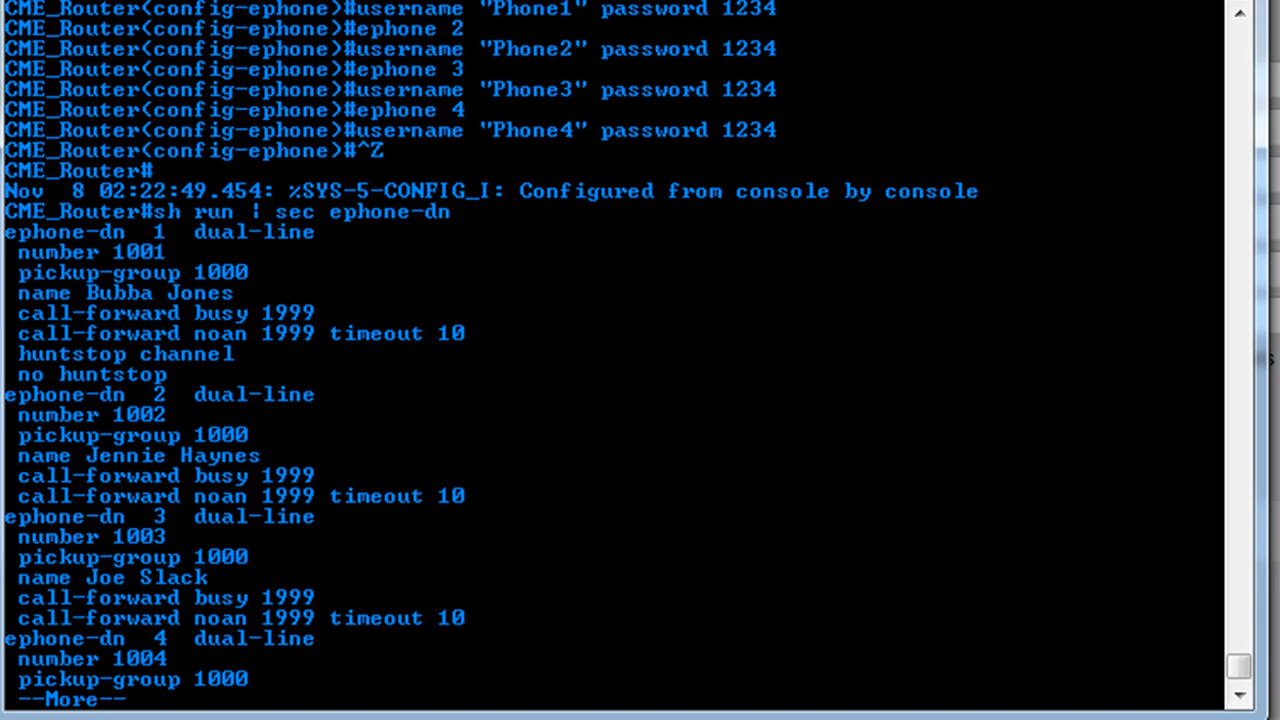 CME_Router(config-ephone)#username "Phone1" password 1234
CME_Router(config-ephone)#ephone 2
CME_Router(config-ephone)#username "Phone2" password 1234
CME_Router(config-ephone)#ephone 3
CME_Router(config-ephone)#username "Phone3" password 1234
CME_Router(config-ephone)#ephone 4
CME_Router(config-ephone)#username "Phone4" password 1234
CME_Router(config-ephone)#^Z
CME_Router#
Nov  8 02:22:49.454: %SYS-5-CONFIG_I: Configured from console by console
CME_Router#sh run | sec ephone-dn
ephone-dn  1  dual-line
 number 1001
 pickup-group 1000
 name Bubba Jones
 call-forward busy 1999
 call-forward noan 1999 timeout 10
 huntstop channel
 no huntstop
ephone-dn  2  dual-line
 number 1002
 pickup-group 1000
 name Jennie Haynes
 call-forward busy 1999
 call-forward noan 1999 timeout 10
ephone-dn  3  dual-line
 number 1003
 pickup-group 1000
 name Joe Slack
 call-forward busy 1999
 call-forward noan 1999 timeout 10
ephone-dn  4  dual-line
 number 1004
 pickup-group 1000
 --More--